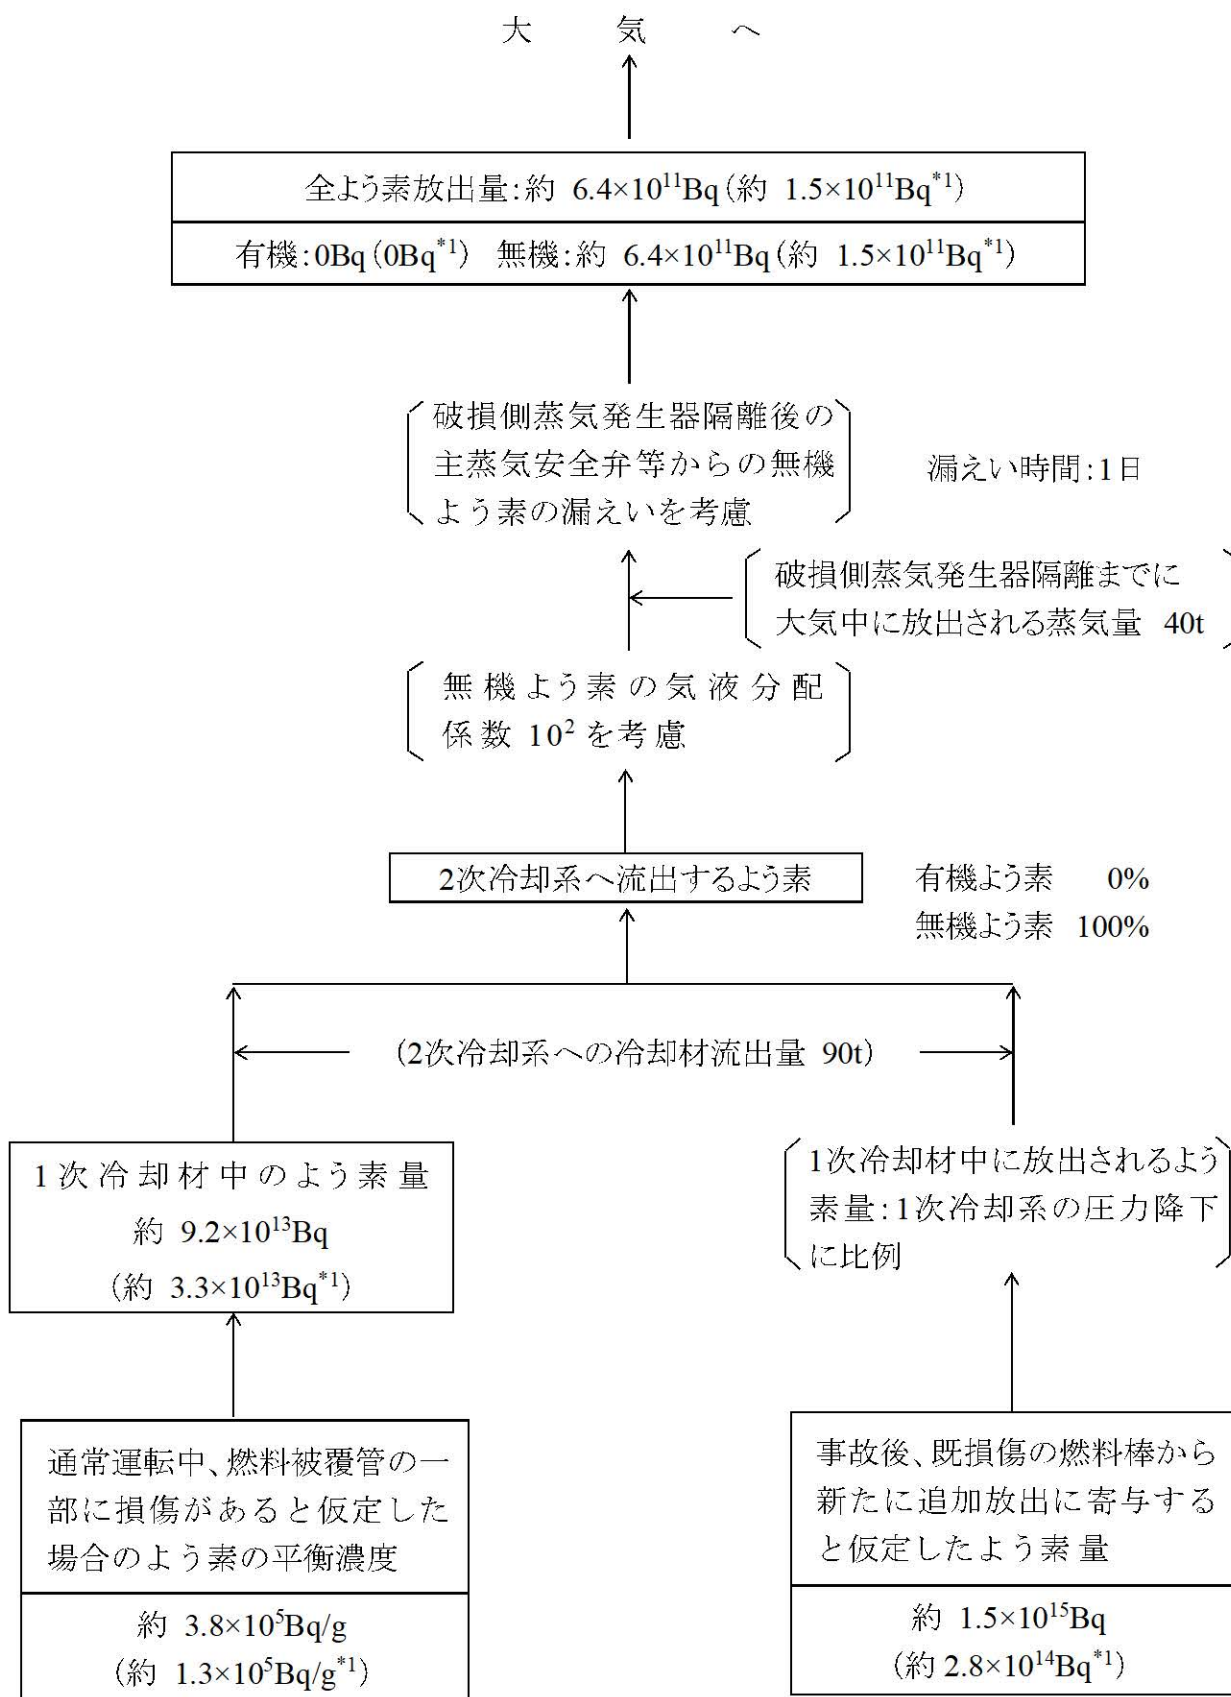 大気へ
全よう素放出量:約 6.4×10¹¹Bq(約 1.5×10¹¹Bq*¹)
有機:0Bq(0Bq*¹) 無機:約 6.4×10¹¹Bq(約 1.5×10¹¹Bq*¹)
破損側蒸気発生器隔離後の
主蒸気安全弁等からの無機
よう素の漏えいを考慮
漏えい時間:1日
破損側蒸気発生器隔離までに
大気中に放出される蒸気量 40t
無機よう素の気液分配
係数 10² を考慮
2次冷却系へ流出するよう素
有機よう素 0%
無機よう素 100%
(2次冷却系への冷却材流出量 90t)
1次冷却材中のよう素量
約 9.2×10¹³Bq
(約 3.3×10¹³Bq*¹)
1次冷却材中に放出されるよう
素量:1次冷却系の圧力降下
に比例
通常運転中、燃料被覆管の一
部に損傷があると仮定した
場合のよう素の平衡濃度
約 3.8×10⁵Bq/g
(約 1.3×10⁵Bq/g*¹)
事故後、既損傷の燃料棒から
新たに追加放出に寄与する
と仮定したよう素量
約 1.5×10¹⁵Bq
(約 2.8×10¹⁴Bq*¹)